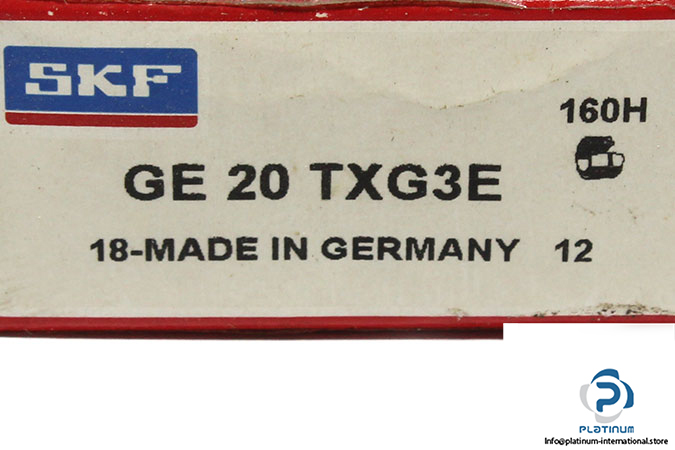 SKF
160H
GE 20 TXG3E
18-MADE IN GERMANY 12
P
PLATINUM
Info@platinum-international.store